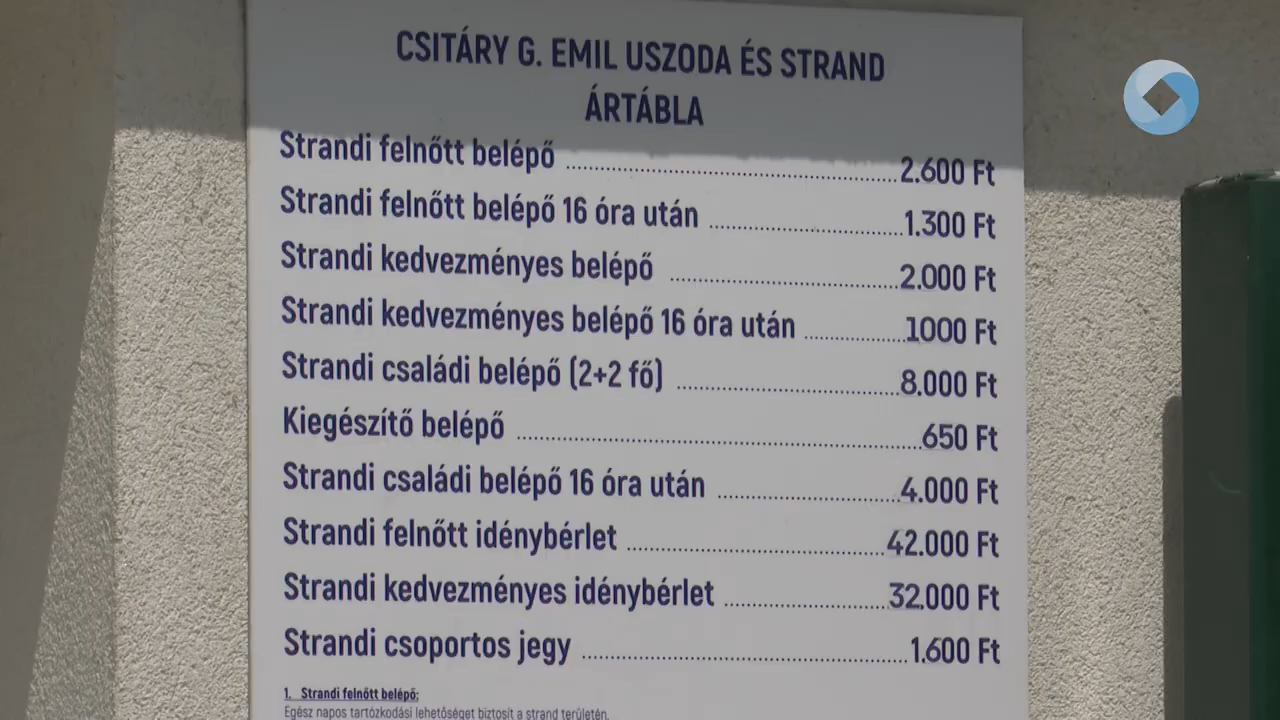 CSITÁRY G. EMIL USZODA ÉS STRAND
ÁRTÁBLA
Strandi felnőtt belépő ........ 2.600 Ft
Strandi felnőtt belépő 16 óra után ........ 1.300 Ft
Strandi kedvezményes belépő ........ 2.000 Ft
Strandi kedvezményes belépő 16 óra után ........ 1000 Ft
Strandi családi belépő (2+2 fő) ........ 8.000 Ft
Kiegészítő belépő ........ 650 Ft
Strandi családi belépő 16 óra után ........ 4.000 Ft
Strandi felnőtt idénybérlet ........ 42.000 Ft
Strandi kedvezményes idénybérlet ........ 32.000 Ft
Strandi csoportos jegy ........ 1.600 Ft
1. Strandi felnőtt belépő:
Egész napos tartózkodási lehetőséget biztosít a strand területén.